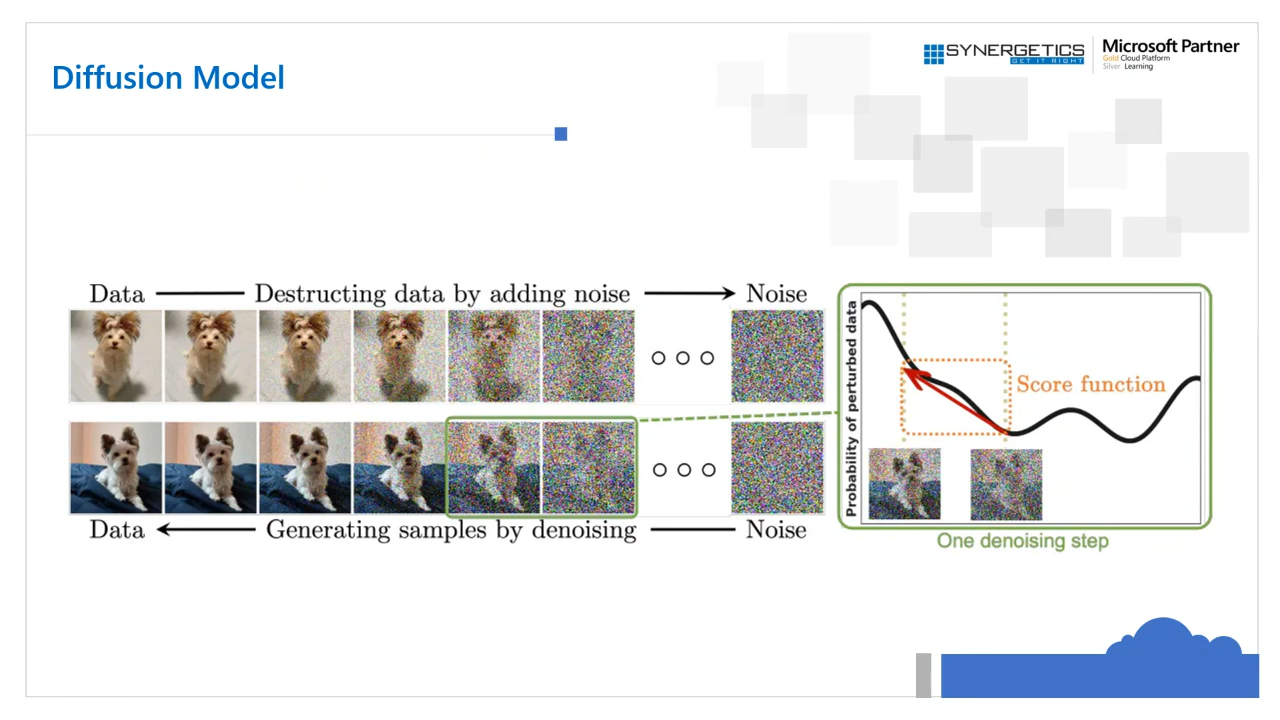 Diffusion Model
SYNERGETICS
GET IT RIGHT
Microsoft Partner
Gold Cloud Platform
Silver Learning
Data Destructing data by adding noise Noise
Data Generating samples by denoising Noise
Probability of perturbed data
Score function
One denoising step